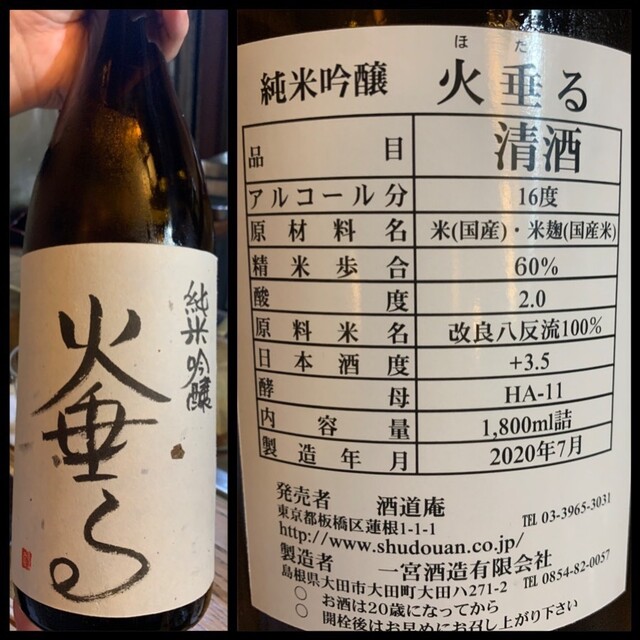 純米吟醸
火垂る
ほた
純米吟醸 火垂る
品目 清酒
アルコール分 16度
原材料名 米(国産)・米麹(国産米)
精米歩合 60%
酸度 2.0
原料米名 改良八反流100%
日本酒度 +3.5
酵母 HA-11
内容量 1,800ml詰
製造年月 2020年7月
発売者 酒道庵
東京都板橋区蓮根1-1-1 TEL 03-3965-3031
http://www.shudouan.co.jp/
製造者 一宮酒造有限会社
島根県大田市大田町大田ハ271-2 TEL 0854-82-0057
○ お酒は20歳になってから
○ 開栓後はお早めにお召し上がり下さい